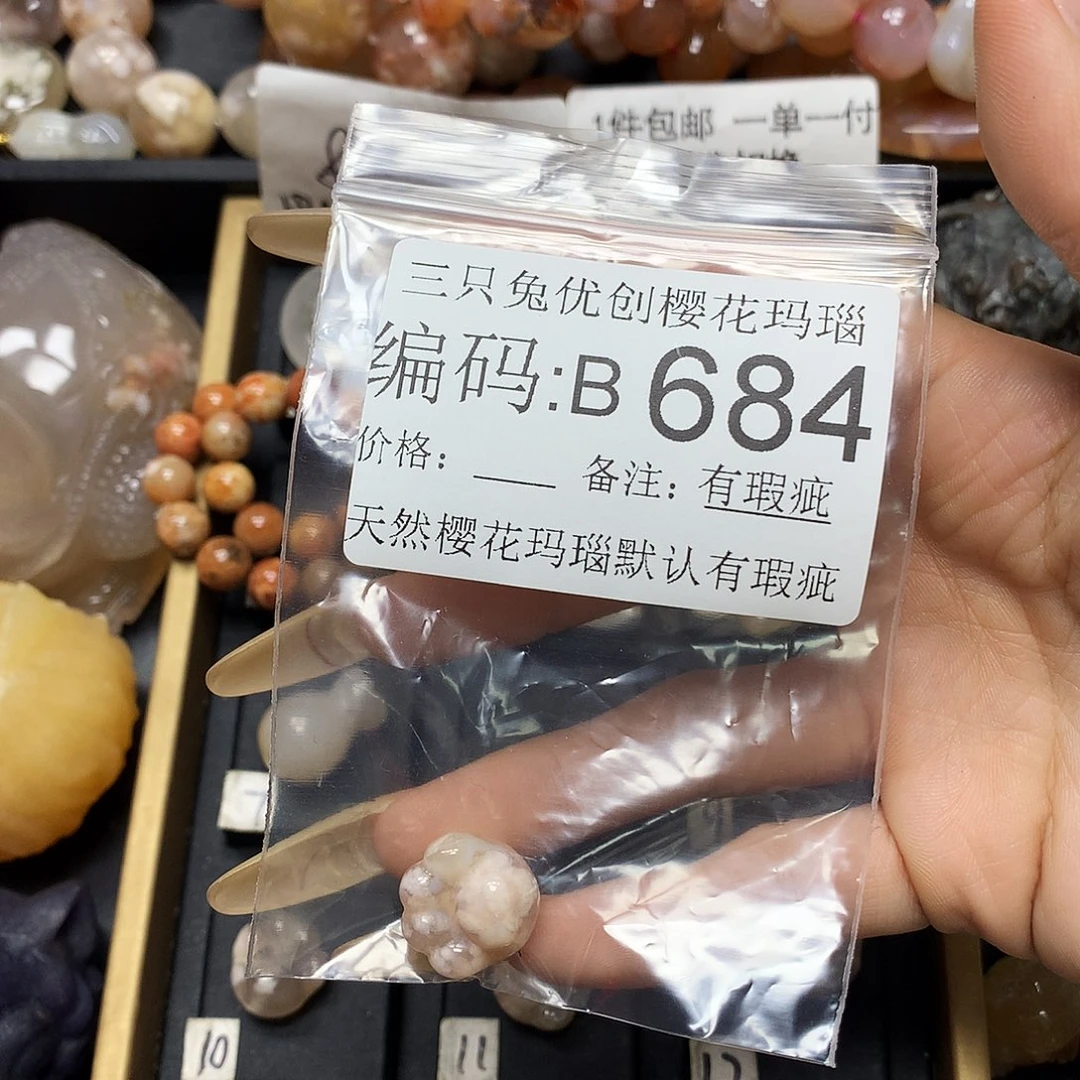 1件包邮 一单一付
三只兔优创樱花玛瑙
编码:B 684
价格: ___ 备注: 有瑕疵
天然樱花玛瑙默认有瑕疵
10
11
12